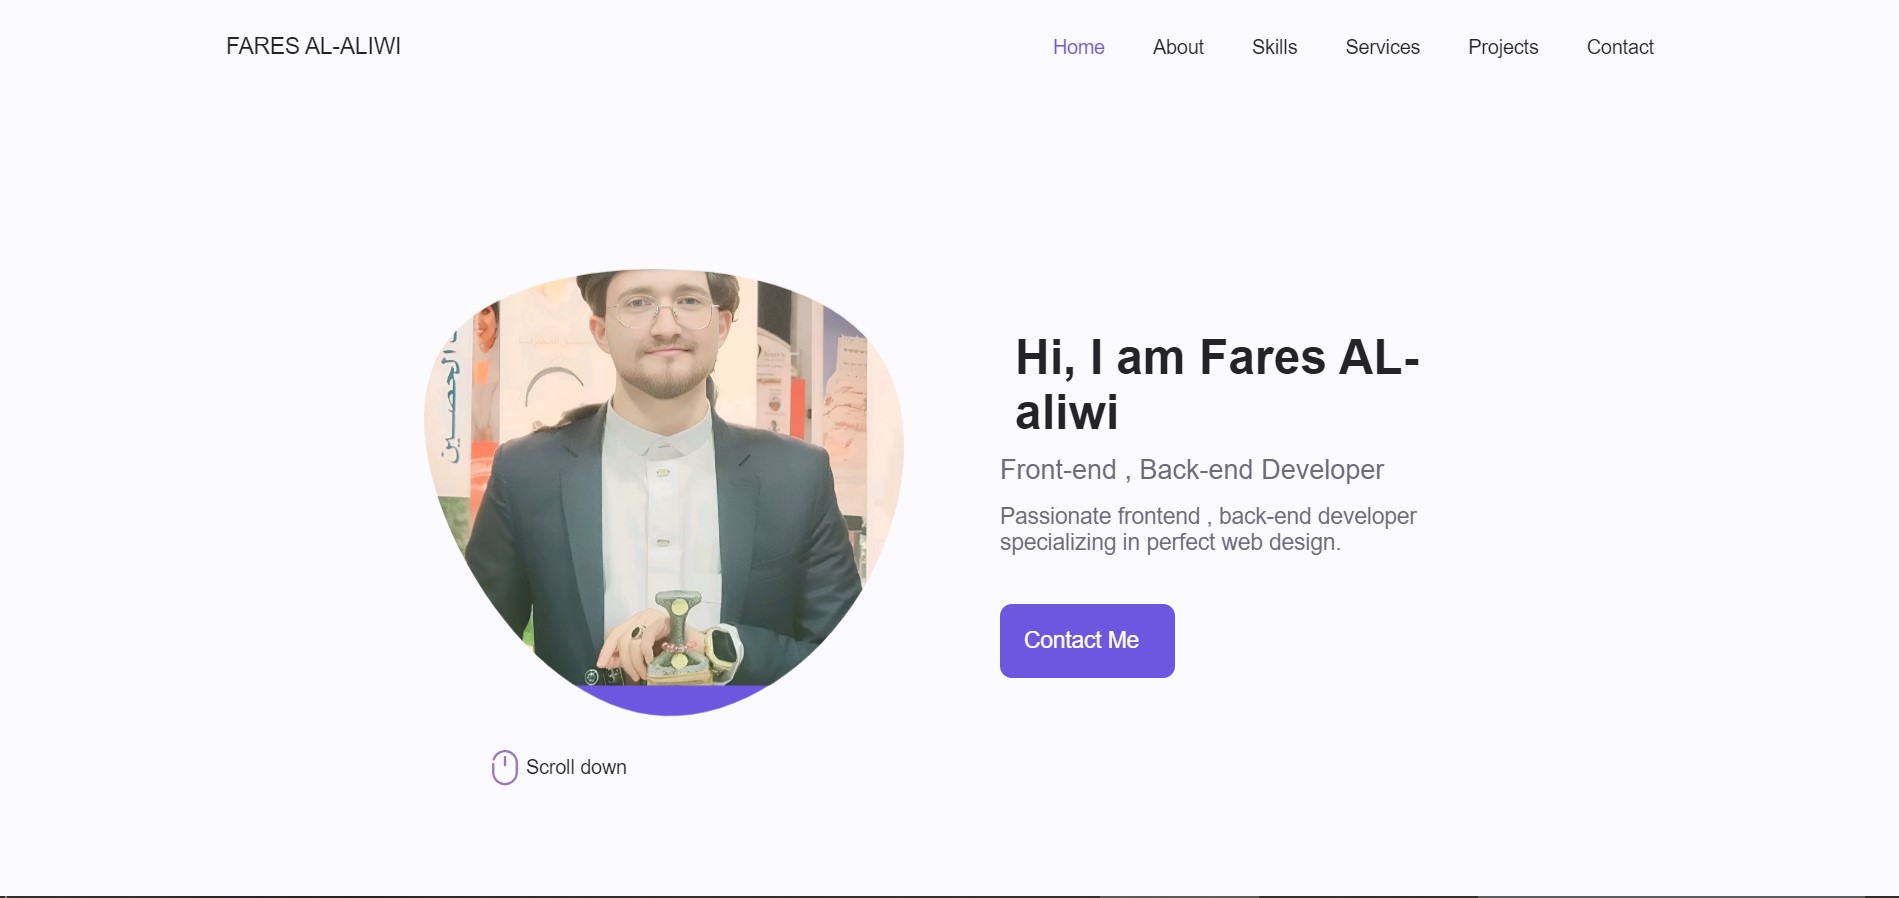 FARES AL-ALIWI
Home About Skills Services Projects Contact
الحصين
Hi, I am Fares AL-
aliwi
Front-end , Back-end Developer
Passionate frontend , back-end developer
specializing in perfect web design.
Contact Me
Scroll down